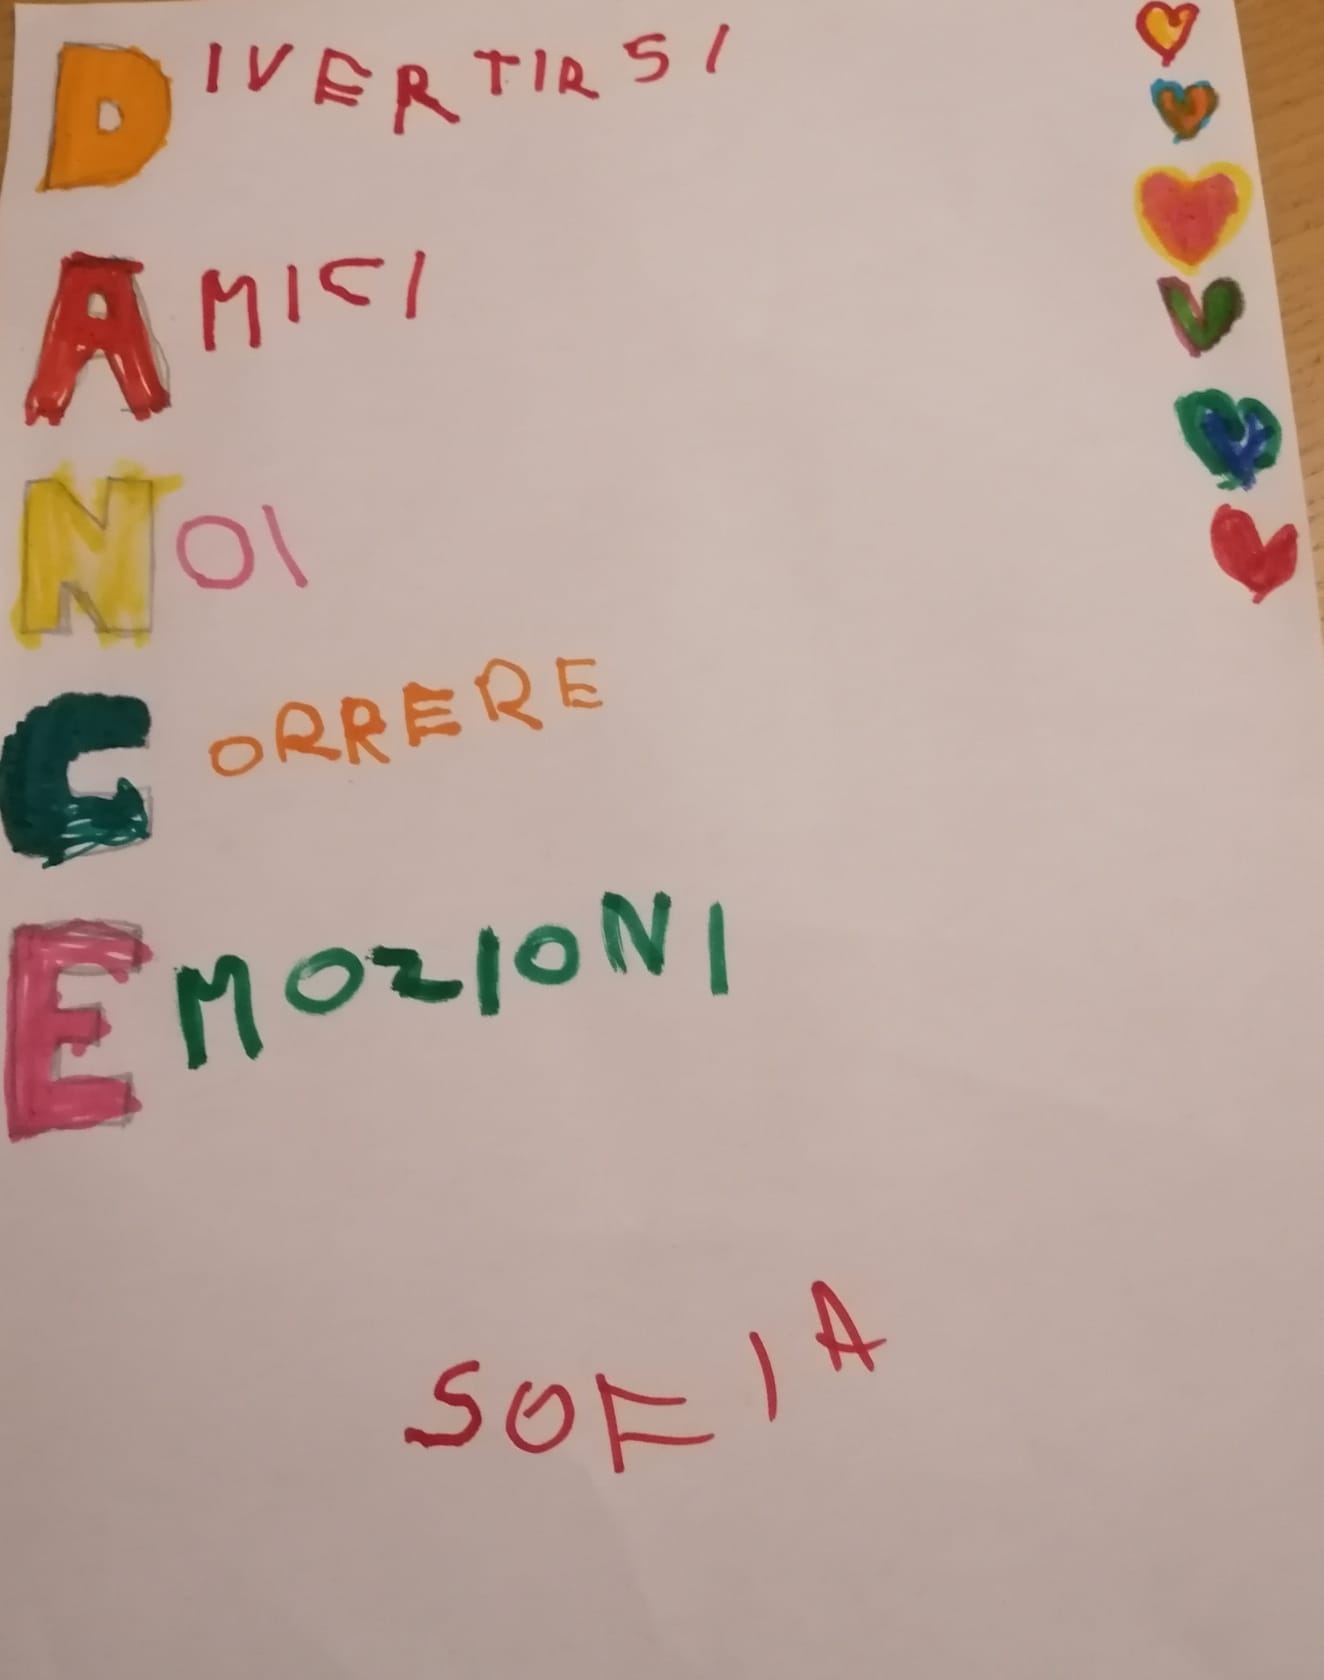 DIVERTIRSI
AMICI
NOI
CORRERE
EMOZIONI
SOFIA